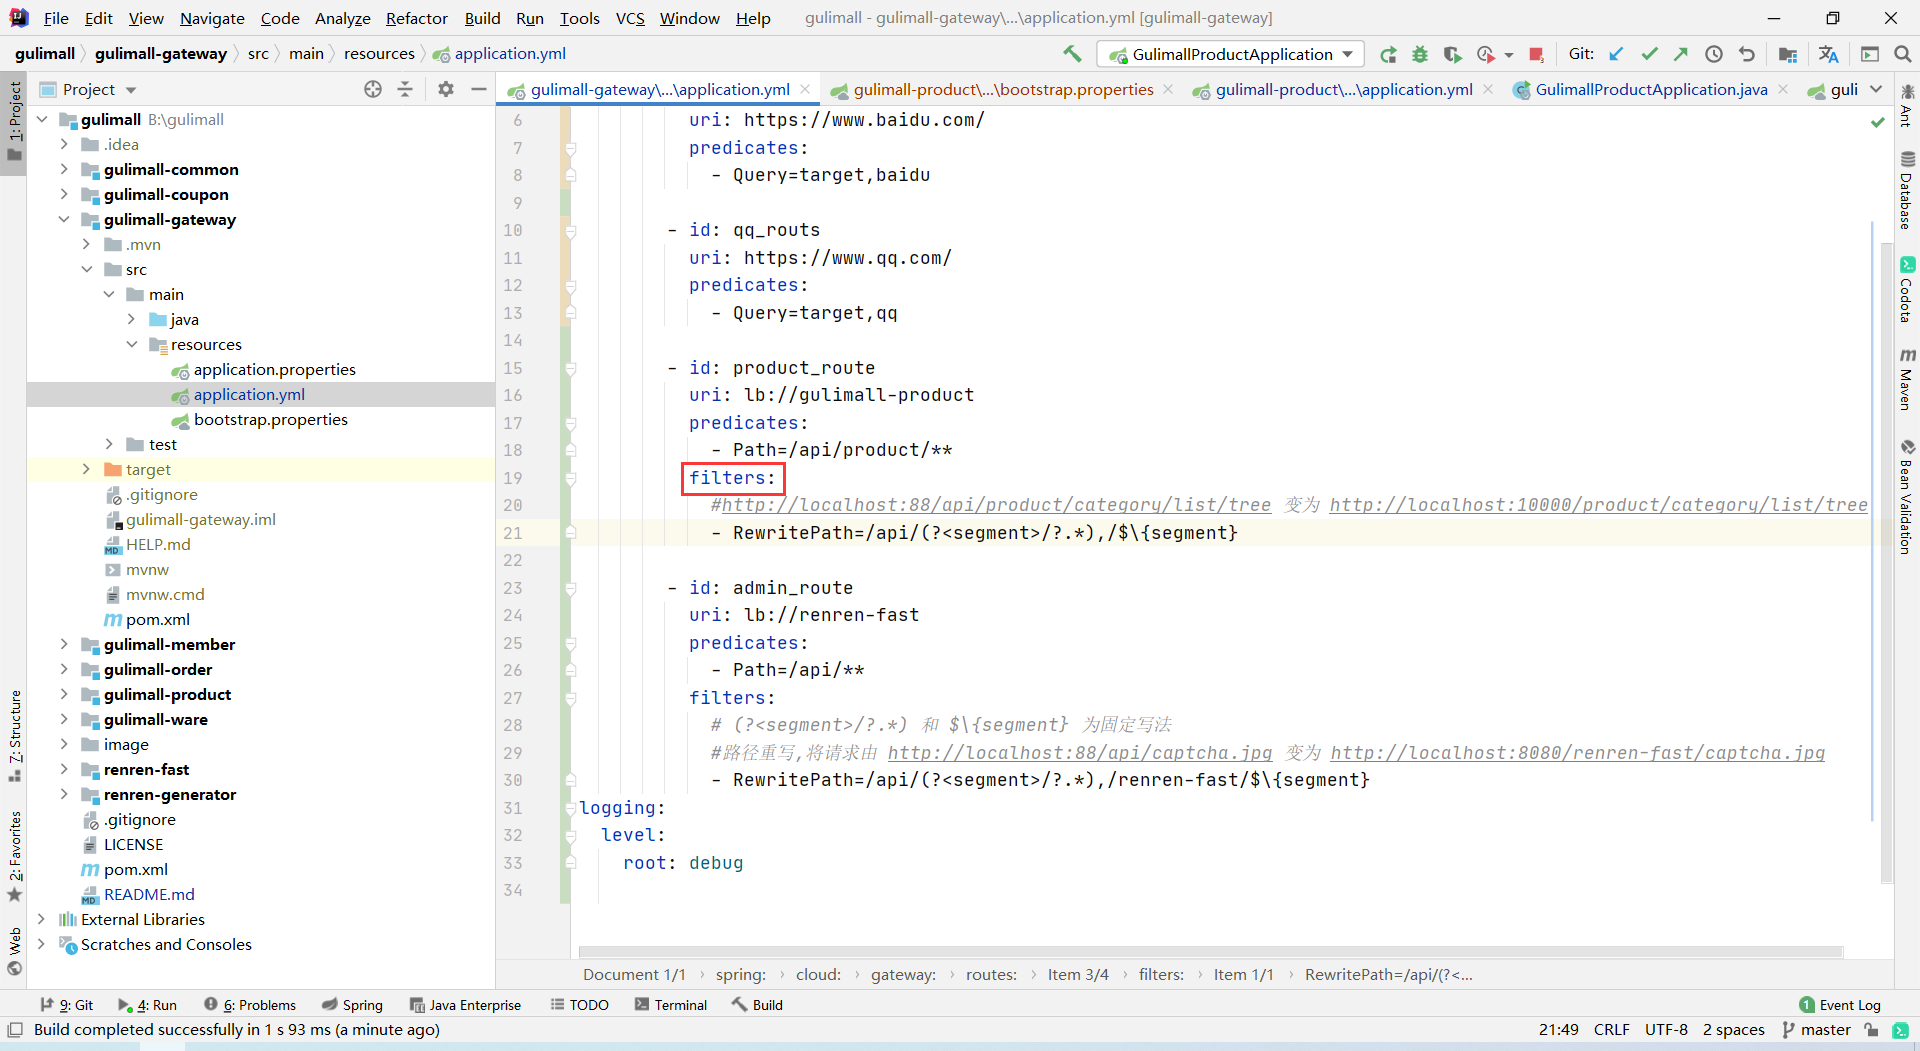 File Edit View Navigate Code Analyze Refactor Build Run Tools VCS Window Help gulimall - gulimall-gateway\...\application.yml [gulimall-gateway]
gulimall gulimall-gateway src main resources application.yml GulimallProductApplication Git:
Project gulimall-gateway\...\application.yml gulimall-product\...\bootstrap.properties gulimall-product\...\application.yml GulimallProductApplication.java guli
1: Project
7: Structure
2: Favorites
Web
gulimall B:\gulimall
.idea
gulimall-common
gulimall-coupon
gulimall-gateway
.mvn
src
main
java
resources
application.properties
application.yml
bootstrap.properties
test
target
.gitignore
gulimall-gateway.iml
HELP.md
mvnw
mvnw.cmd
pom.xml
gulimall-member
gulimall-order
gulimall-product
gulimall-ware
image
renren-fast
renren-generator
.gitignore
LICENSE
pom.xml
README.md
External Libraries
Scratches and Consoles
6 uri: https://www.baidu.com/
7 predicates:
8 - Query=target,baidu
9
10 - id: qq_routs
11 uri: https://www.qq.com/
12 predicates:
13 - Query=target,qq
14
15 - id: product_route
16 uri: lb://gulimall-product
17 predicates:
18 - Path=/api/product/**
19 filters:
20 #http://localhost:88/api/product/category/list/tree 变为 http://localhost:10000/product/category/list/tree
21 - RewritePath=/api/(?<segment>/?.*),/$\{segment}
22
23 - id: admin_route
24 uri: lb://renren-fast
25 predicates:
26 - Path=/api/**
27 filters:
28 # (?<segment>/?.*) 和 $\{segment} 为固定写法
29 #路径重写,将请求由 http://localhost:88/api/captcha.jpg 变为 http://localhost:8080/renren-fast/captcha.jpg
30 - RewritePath=/api/(?<segment>/?.*),/renren-fast/$\{segment}
31 logging:
32 level:
33 root: debug
34
Ant
Database
Codota
Maven
Bean Validation
Document 1/1 spring: cloud: gateway: routes: Item 3/4 filters: Item 1/1 RewritePath=/api/(?<...
9: Git 4: Run 6: Problems Spring Java Enterprise TODO Terminal Build 1 Event Log
Build completed successfully in 1 s 93 ms (a minute ago) 21:49 CRLF UTF-8 2 spaces master